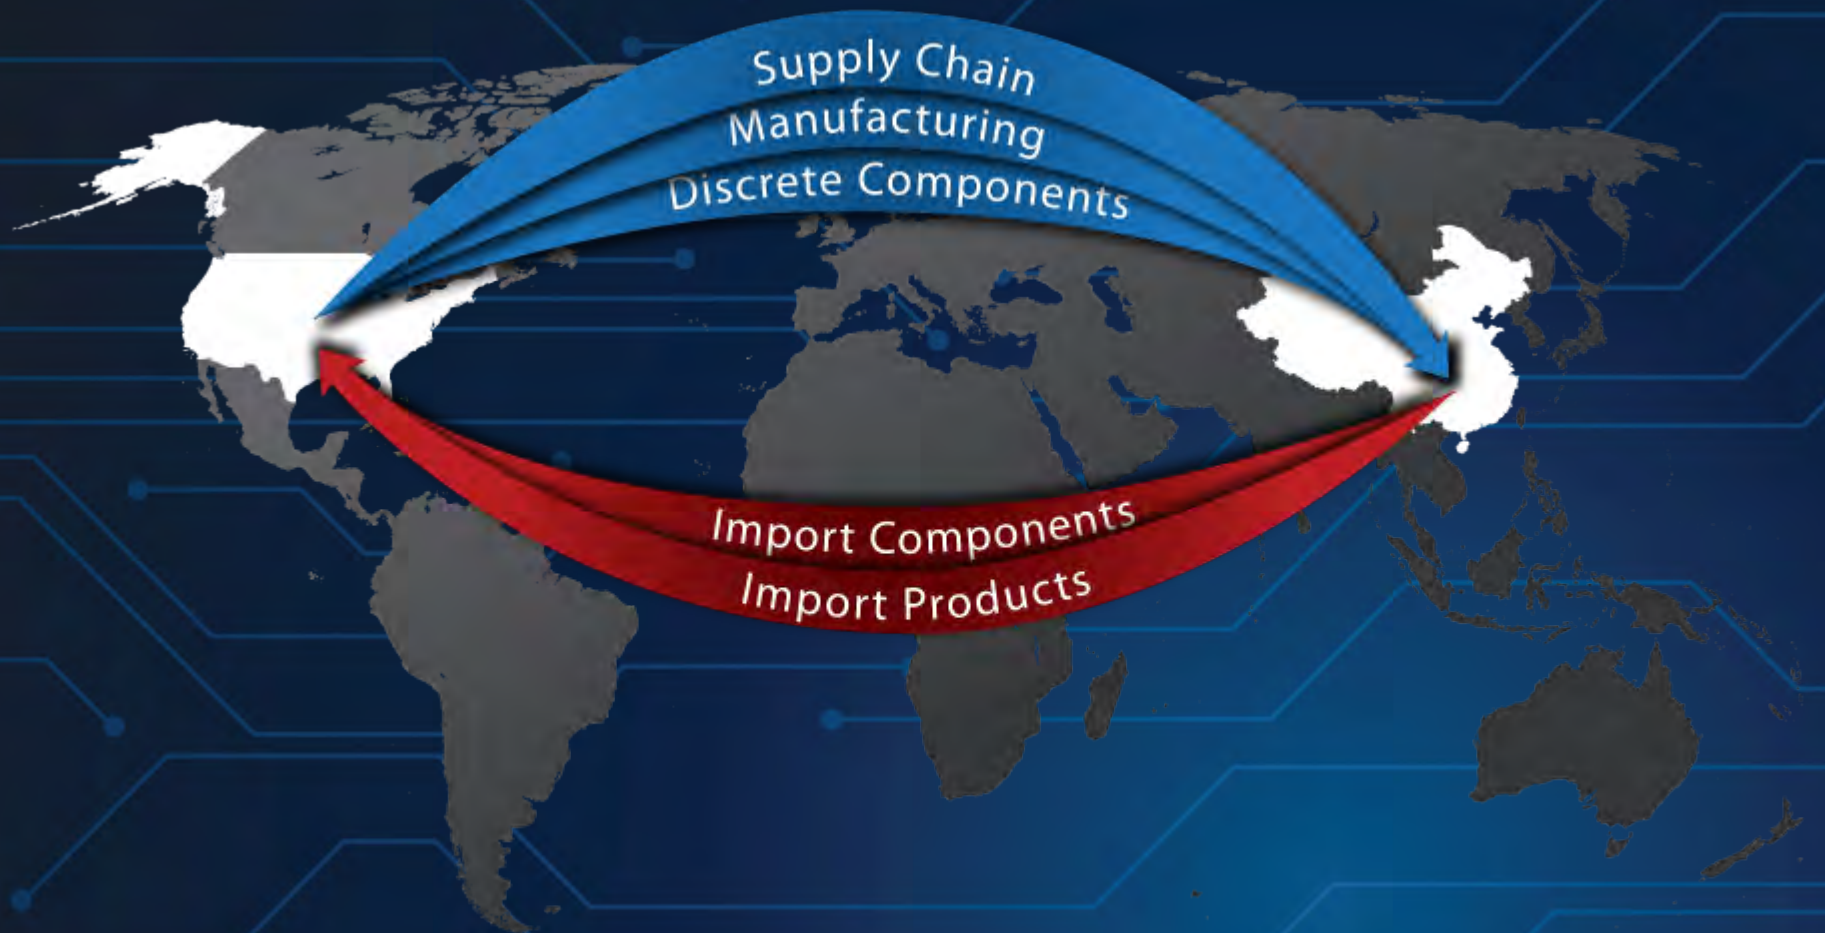 Supply Chain
Manufacturing
Discrete Components
Import Components
Import Products